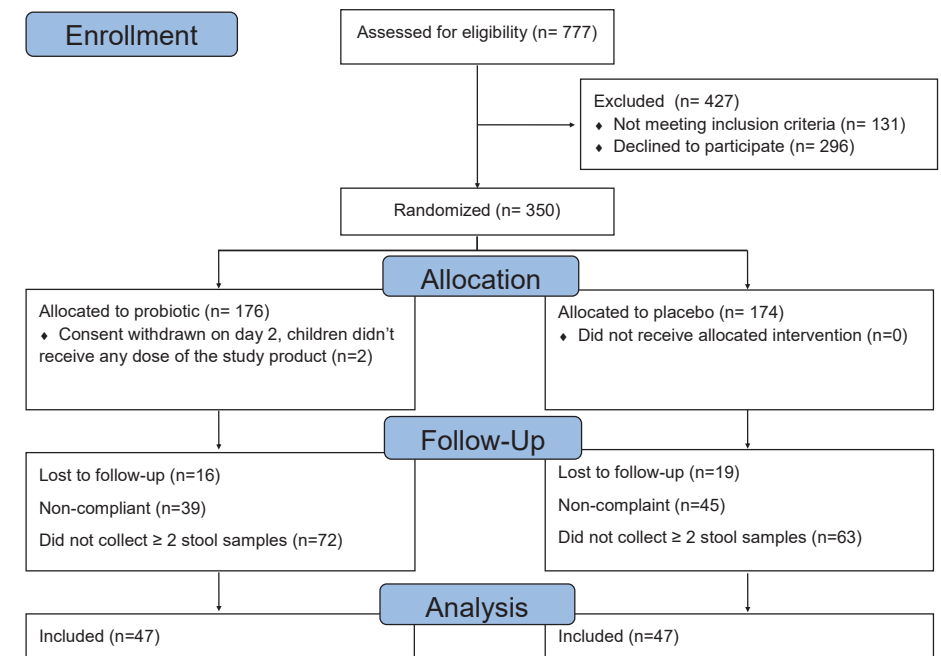 Enrollment
Assessed for eligibility (n= 777)
Excluded (n= 427)
⬧ Not meeting inclusion criteria (n= 131)
⬧ Declined to participate (n= 296)
Randomized (n= 350)
Allocation
Allocated to probiotic (n= 176)
⬧ Consent withdrawn on day 2, children didn’t
receive any dose of the study product (n=2)
Allocated to placebo (n= 174)
⬧ Did not receive allocated intervention (n=0)
Follow-Up
Lost to follow-up (n=16)
Non-compliant (n=39)
Did not collect ≥ 2 stool samples (n=72)
Lost to follow-up (n=19)
Non-complaint (n=45)
Did not collect ≥ 2 stool samples (n=63)
Analysis
Included (n=47)
Included (n=47)